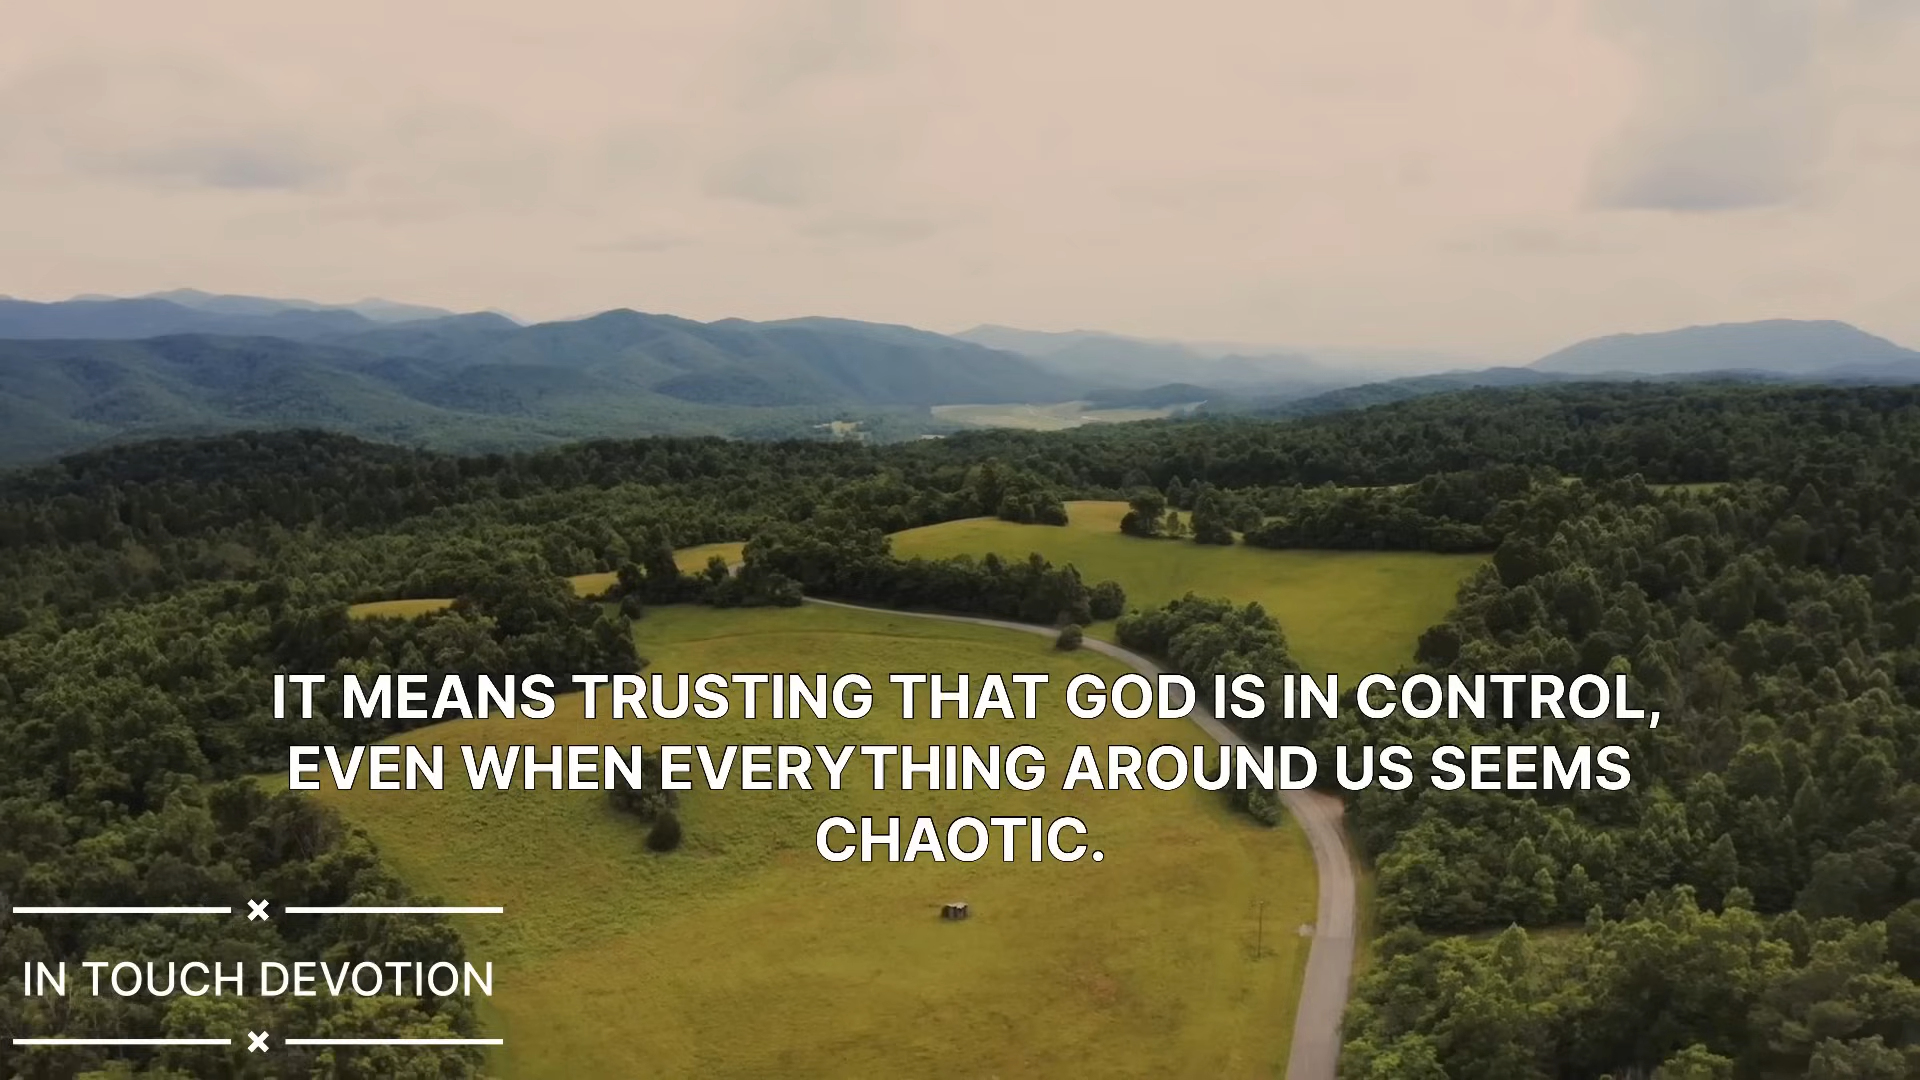 IT MEANS TRUSTING THAT GOD IS IN CONTROL,
EVEN WHEN EVERYTHING AROUND US SEEMS
CHAOTIC.
IN TOUCH DEVOTION